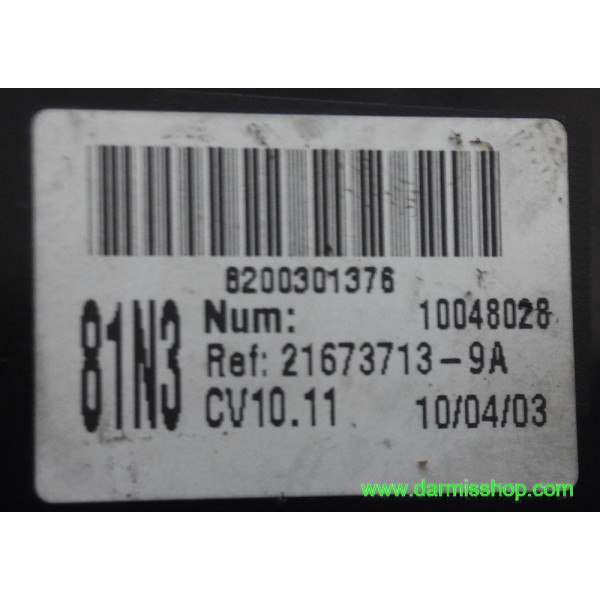 8200301376
81N3
Num: 10048028
Ref: 21673713-9A
CV10.11 10/04/03
www.darmisshop.com